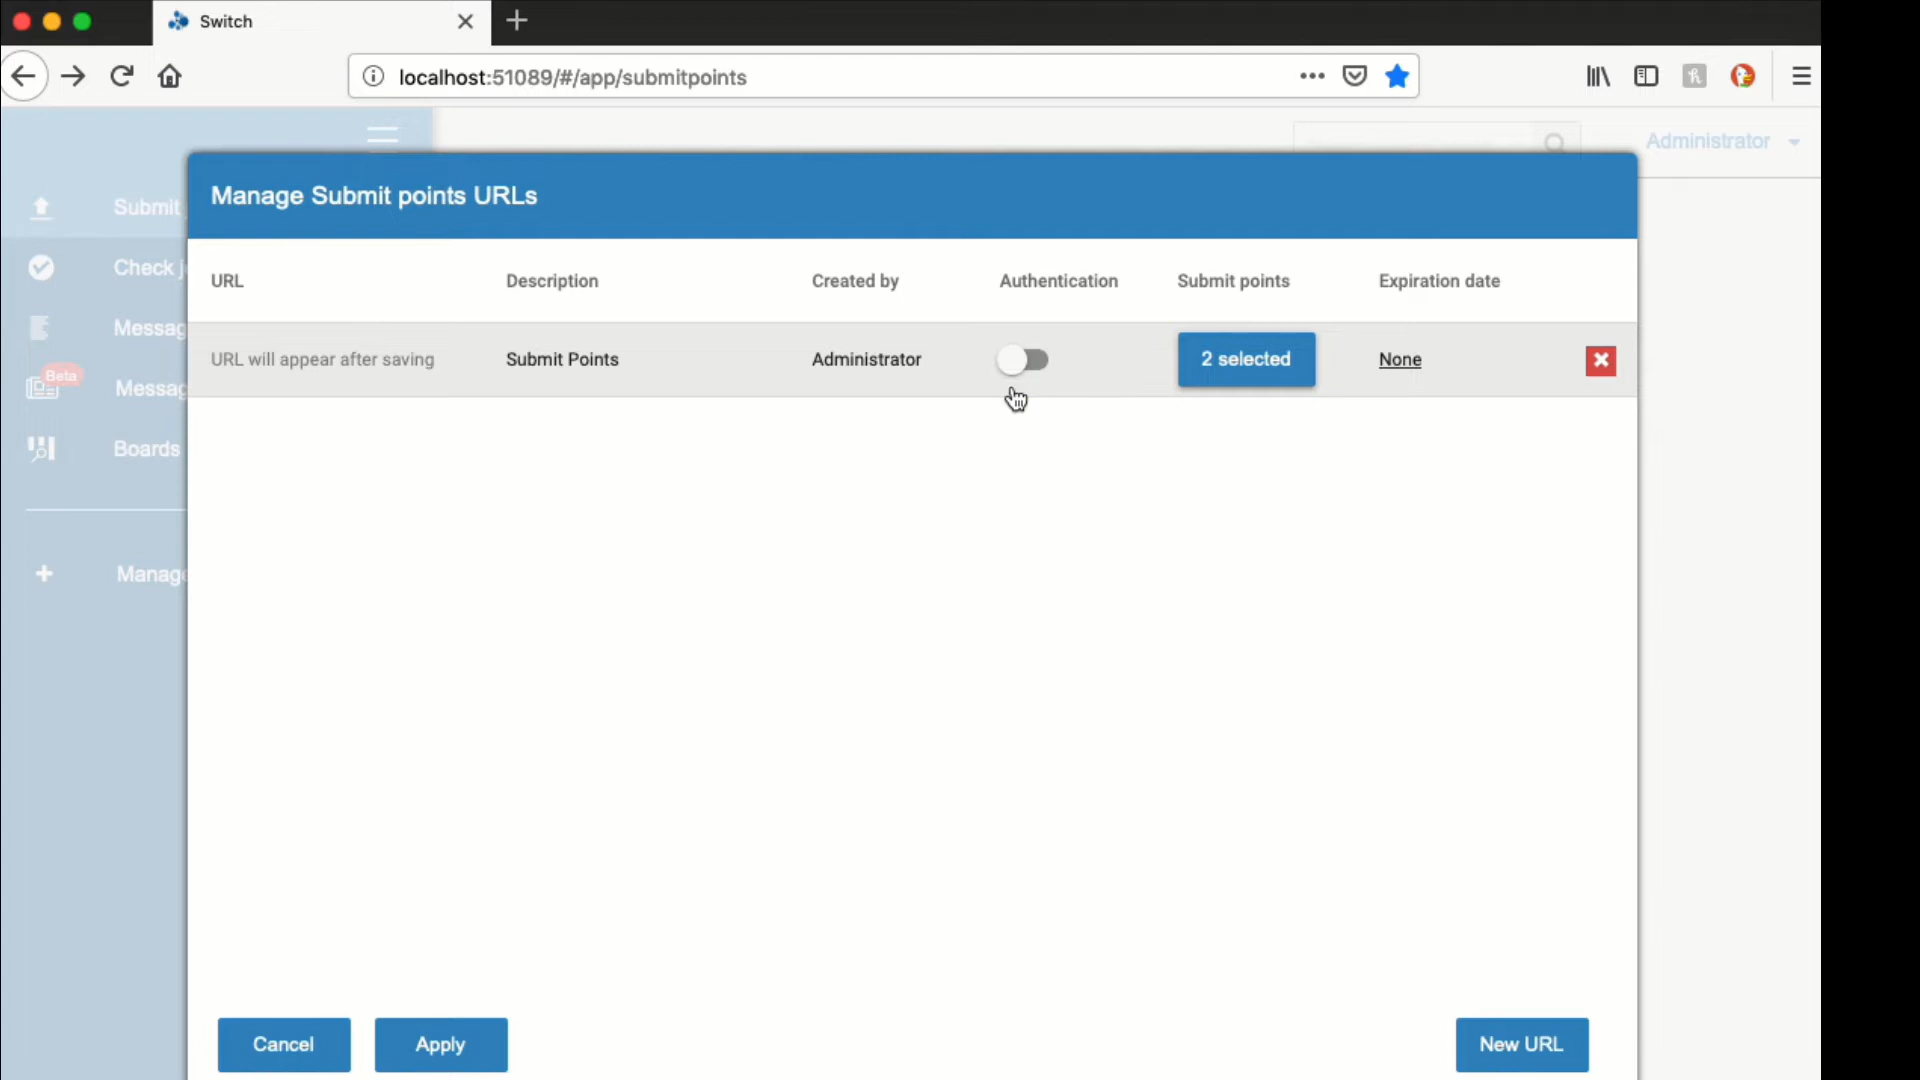 Switch
localhost:51089/#/app/submitpoints
Administrator
Submit
Manage Submit points URLs
Check j
URL Description Created by Authentication Submit points Expiration date
Messag
URL will appear after saving Submit Points Administrator 2 selected None
Beta
Messag
Boards
Manage
Cancel Apply New URL